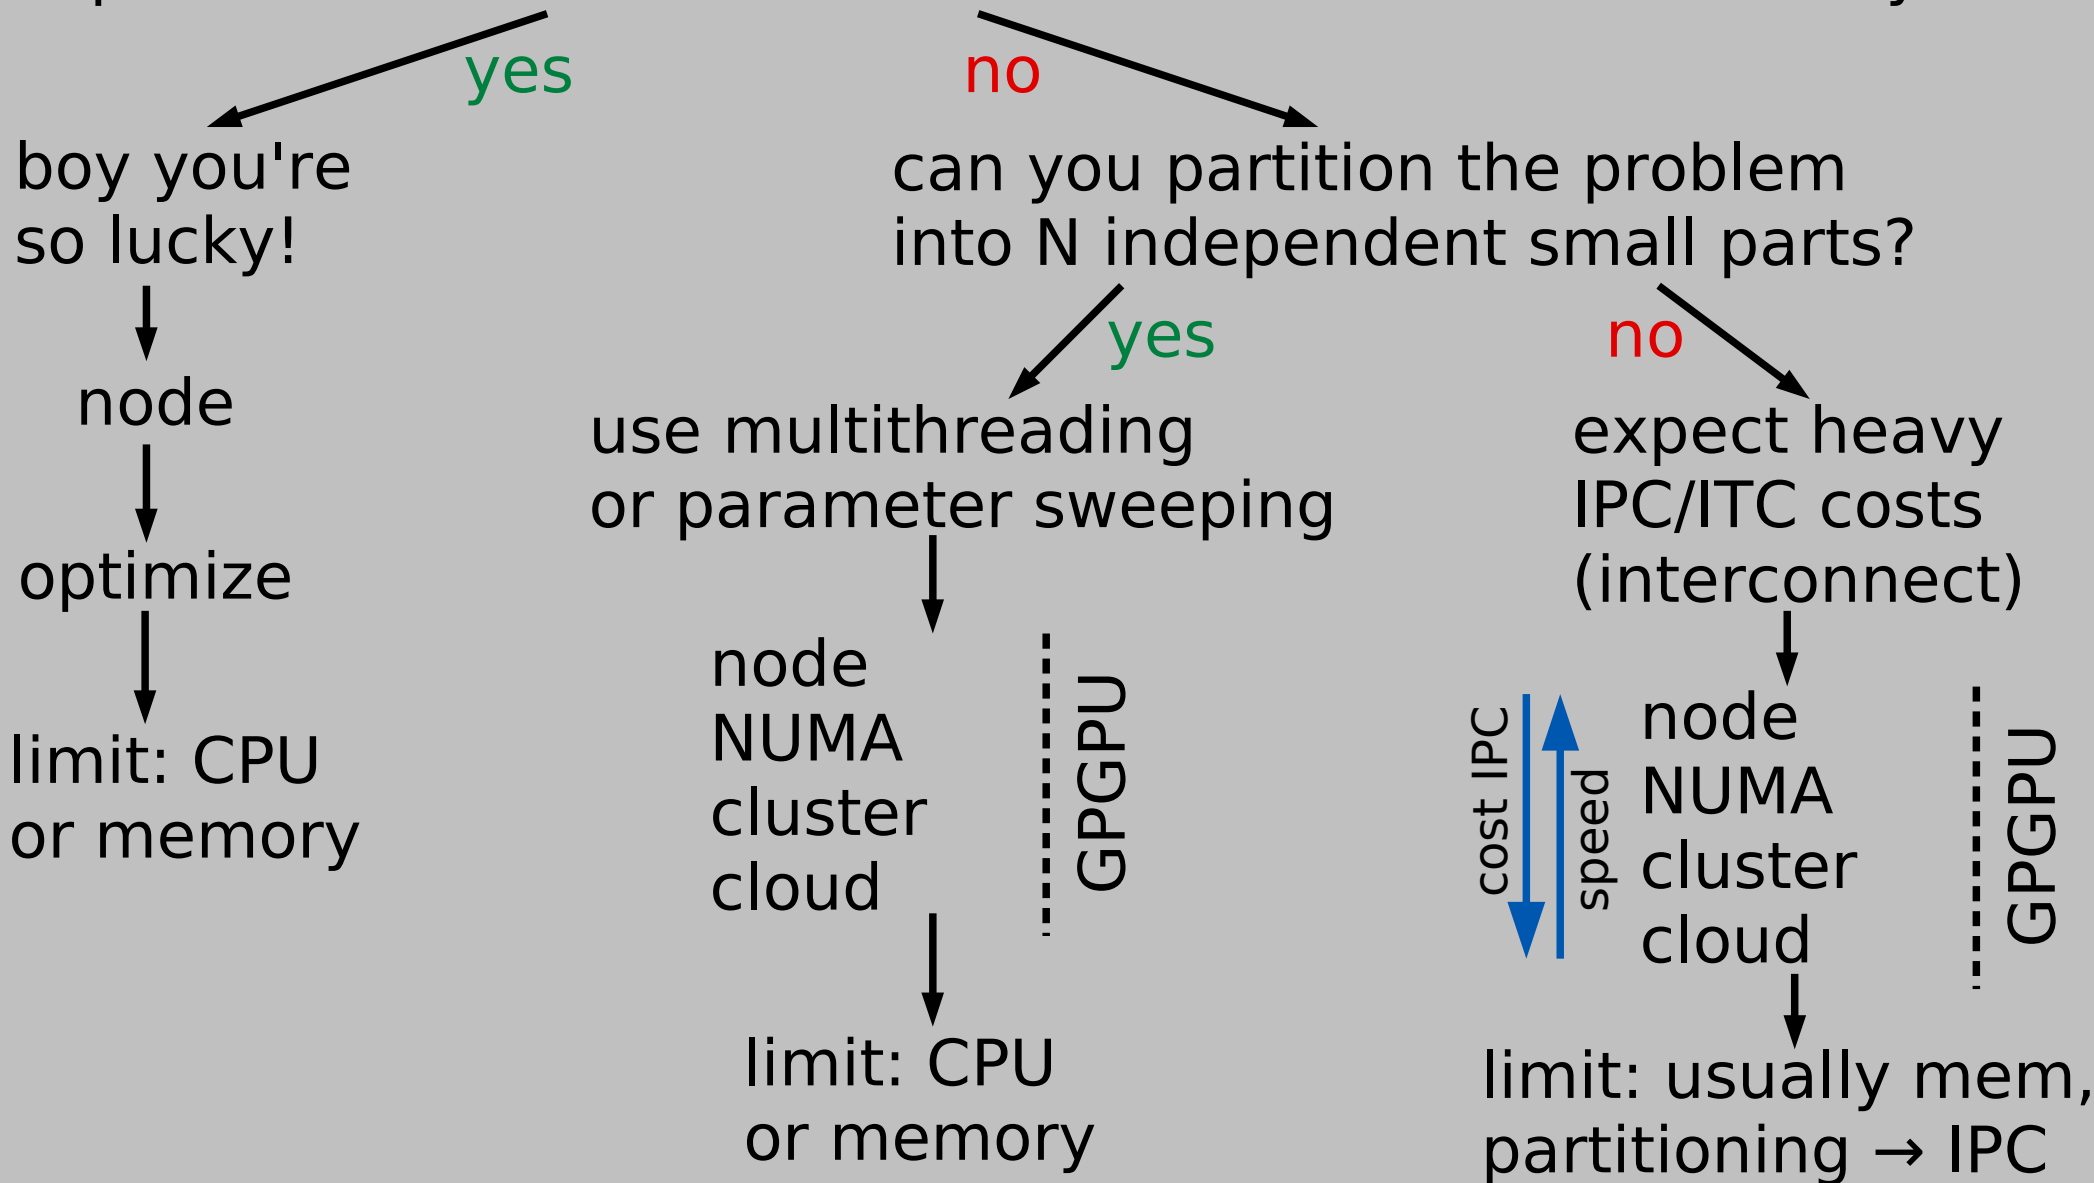 yes
no
boy you're
so lucky!
can you partition the problem
into N independent small parts?
yes
no
node
use multithreading
or parameter sweeping
expect heavy
IPC/ITC costs
(interconnect)
optimize
node
NUMA
cluster
cloud
GPGPU
cost IPC
speed
node
NUMA
cluster
cloud
GPGPU
limit: CPU
or memory
limit: CPU
or memory
limit: usually mem,
partitioning → IPC